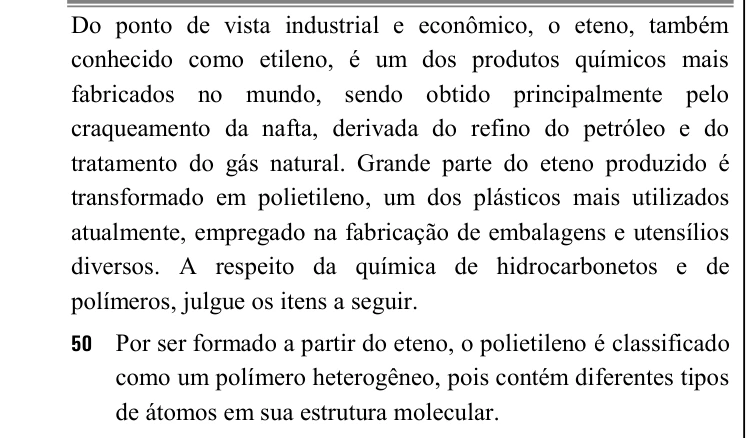 Do ponto de vista industrial e econômico, o eteno, também
conhecido como etileno, é um dos produtos químicos mais
fabricados no mundo, sendo obtido principalmente pelo
craqueamento da nafta, derivada do refino do petróleo e do
tratamento do gás natural. Grande parte do eteno produzido é
transformado em polietileno, um dos plásticos mais utilizados
atualmente, empregado na fabricação de embalagens e utensílios
diversos. A respeito da química de hidrocarbonetos e de
polímeros, julgue os itens a seguir.
50 Por ser formado a partir do eteno, o polietileno é classificado
como um polímero heterogêneo, pois contém diferentes tipos
de átomos em sua estrutura molecular.